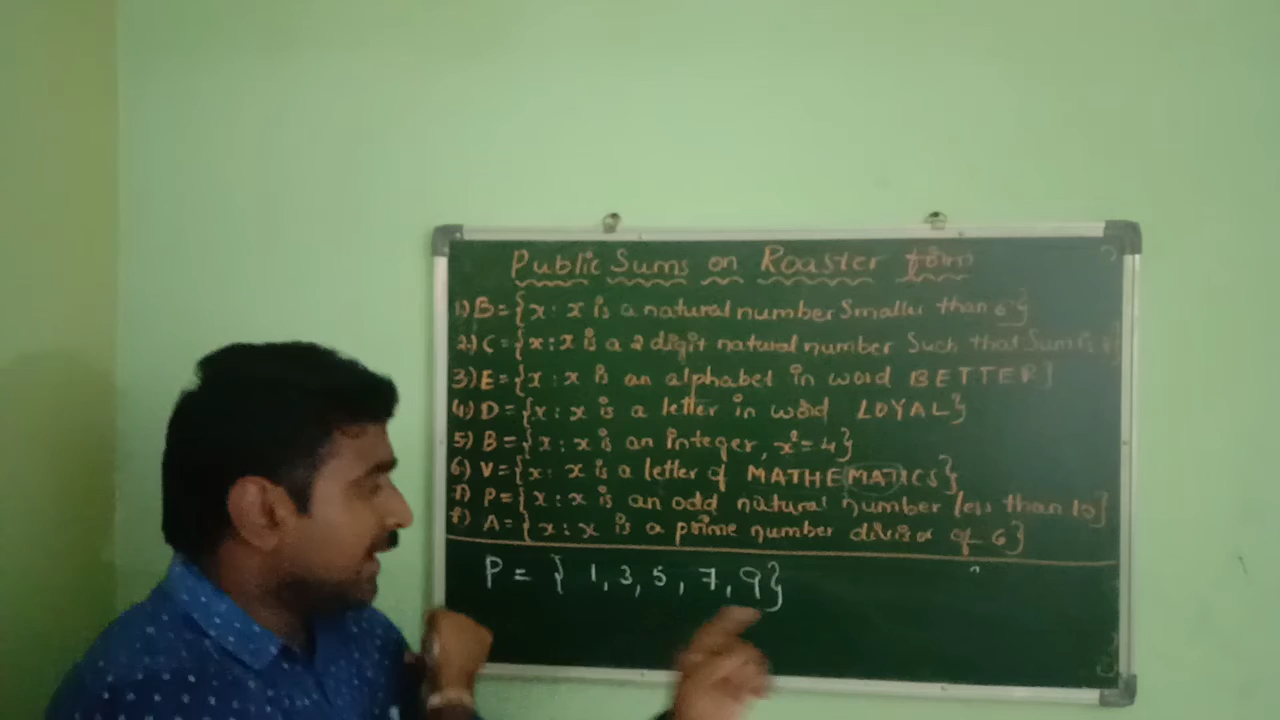 Public Sums on Roaster form
1) B = {x : x is a natural number Smaller than 6}
2) C = {x : x is a 2 digit natural number Such that Sum is 8}
3) E = {x : x is an alphabet in word BETTER}
4) D = {x : x is a letter in word LOYAL}
5) B = {x : x is an integer, x² = 4}
6) V = {x : x is a letter of MATHEMATICS}
7) P = {x : x is an odd natural number less than 10}
8) A = {x : x is a prime number divisor of 6}
P = { 1, 3, 5, 7, 9}